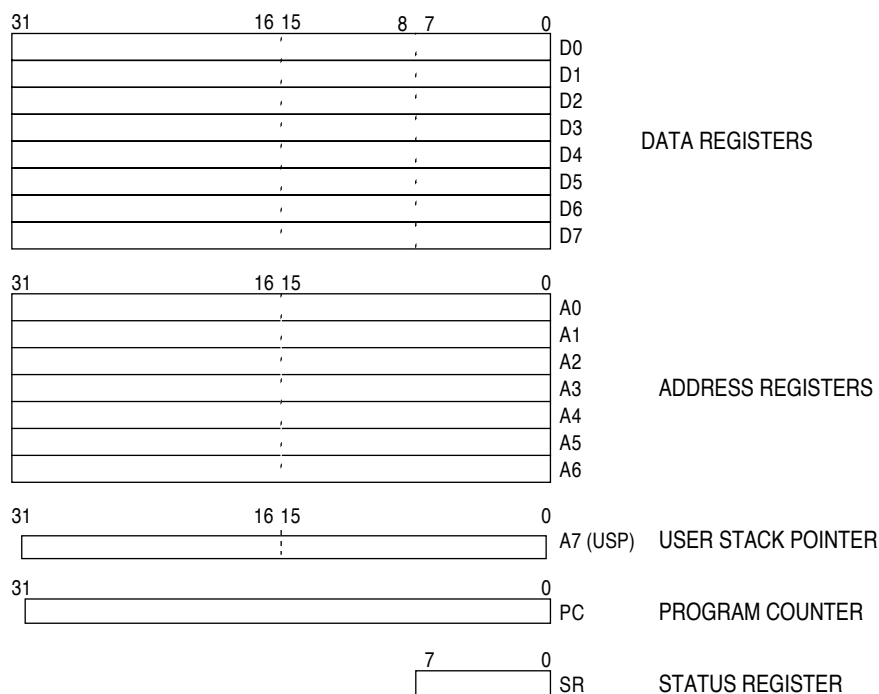 31 16 15 8 7 0
D0
D1
D2
D3
D4
D5
D6
D7
DATA REGISTERS
31 16 15 0
A0
A1
A2
A3
A4
A5
A6
ADDRESS REGISTERS
31 16 15 0
A7 (USP) USER STACK POINTER
31 0
PC PROGRAM COUNTER
7 0
SR STATUS REGISTER